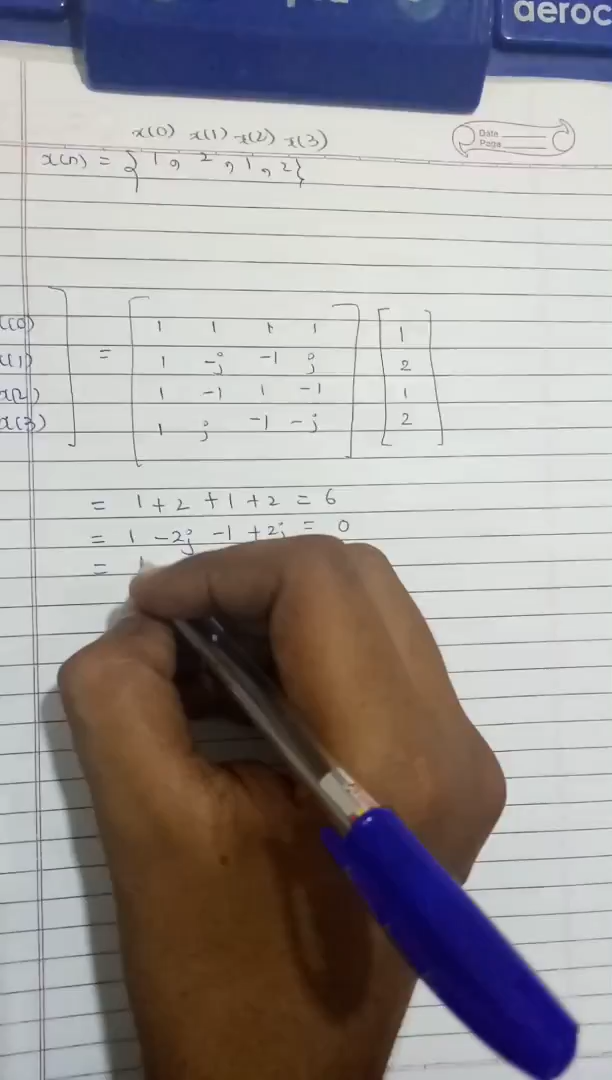 aeroc
x(0) x(1) x(2) x(3)
Date
Page
x(n) = { 1, 2, 1, 2}
x(0) 1 1 1 1 1
x(1) = 1 -j -1 j 2
x(2) 1 -1 1 -1 1
x(3) 1 j -1 -j 2
= 1 + 2 + 1 + 2 = 6
= 1 - 2j - 1 + 2j = 0
= 1